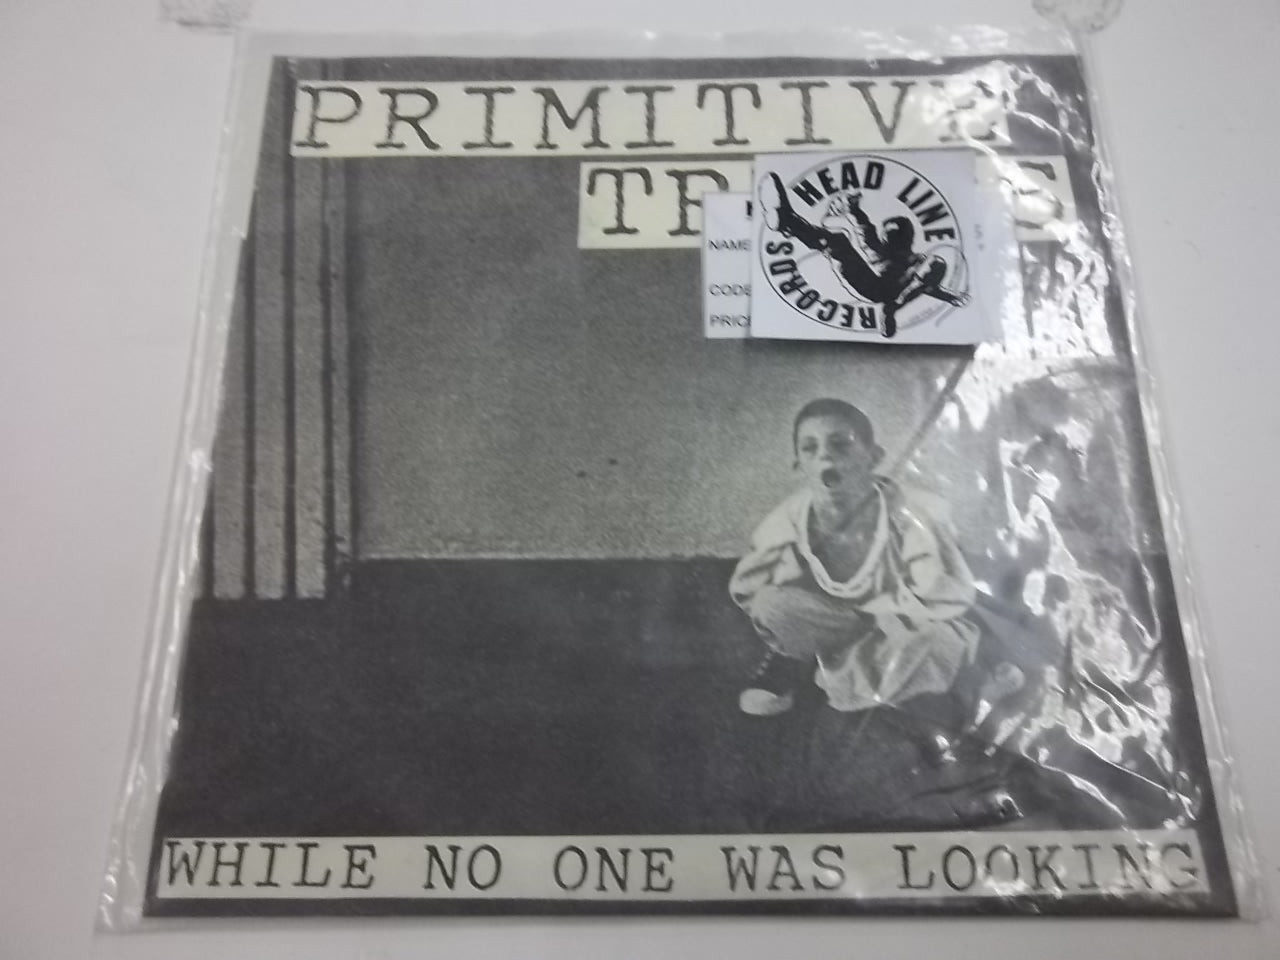 PRIMITIVE
HEAD LINE
RECORDS
NAME
CODE
WHILE NO ONE WAS LOOKING